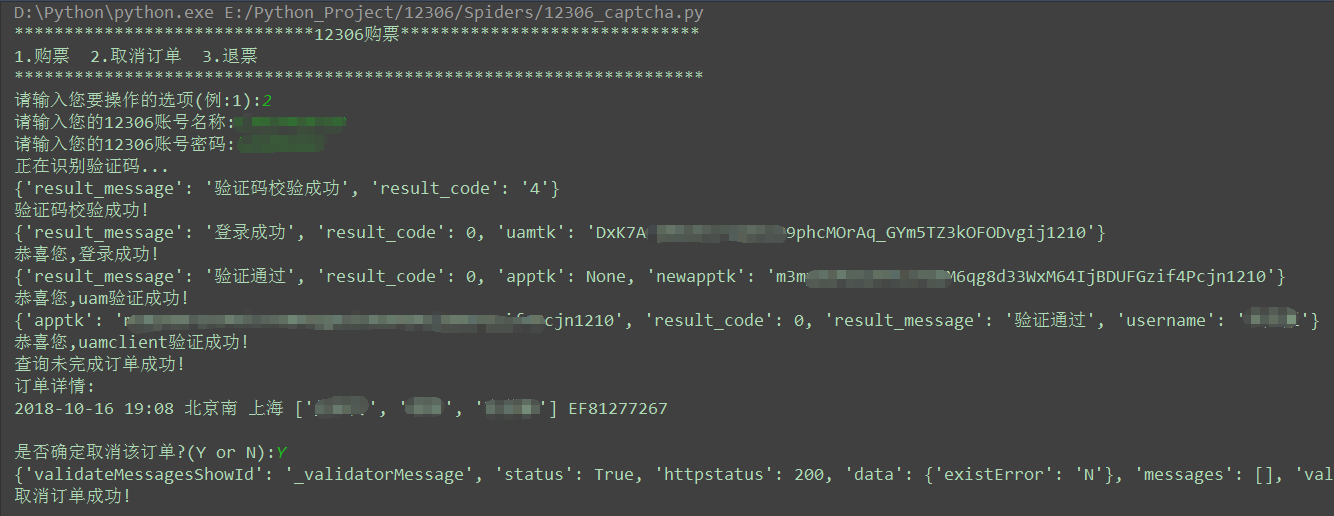 D:\Python\python.exe E:/Python_Project/12306/Spiders/12306_captcha.py
******************************12306购票******************************
1.购票  2.取消订单  3.退票
*********************************************************************
请输入您要操作的选项(例:1):2
请输入您的12306账号名称:
请输入您的12306账号密码:
正在识别验证码...
{'result_message': '验证码校验成功', 'result_code': '4'}
验证码校验成功!
{'result_message': '登录成功', 'result_code': 0, 'uamtk': 'DxK7A 9phcMOrAq_GYm5TZ3kOFODvgij1210'}
恭喜您,登录成功!
{'result_message': '验证通过', 'result_code': 0, 'apptk': None, 'newapptk': 'm3m M6qg8d33WxM64IjBDUFGzif4Pcjn1210'}
恭喜您,uam验证成功!
{'apptk': ' cjn1210', 'result_code': 0, 'result_message': '验证通过', 'username': ' '}
恭喜您,uamclient验证成功!
查询未完成订单成功!
订单详情:
2018-10-16 19:08 北京南 上海 [' ', ' ', ' '] EF81277267
是否确定取消该订单?(Y or N):Y
{'validateMessagesShowId': '_validatorMessage', 'status': True, 'httpstatus': 200, 'data': {'existError': 'N'}, 'messages': [], 'val
取消订单成功!